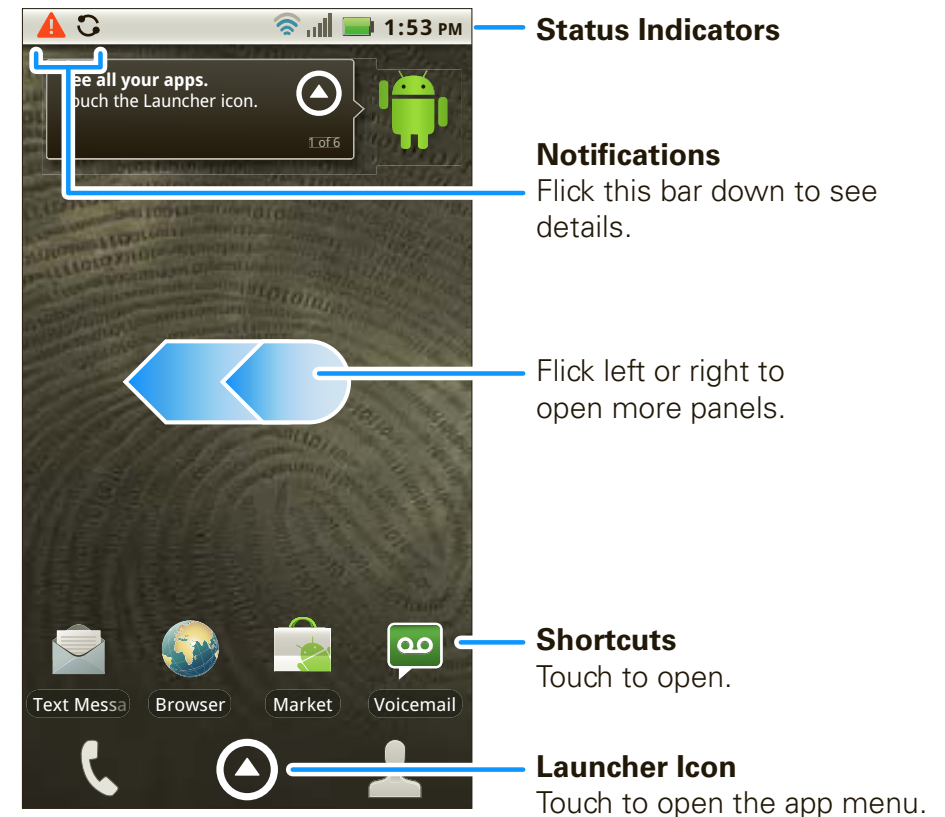 1:53 PM
Status Indicators
ee all your apps.
ouch the Launcher icon.
1 of 6
Notifications
Flick this bar down to see
details.
Flick left or right to
open more panels.
Shortcuts
Touch to open.
Text Messa
Browser
Market
Voicemail
Launcher Icon
Touch to open the app menu.